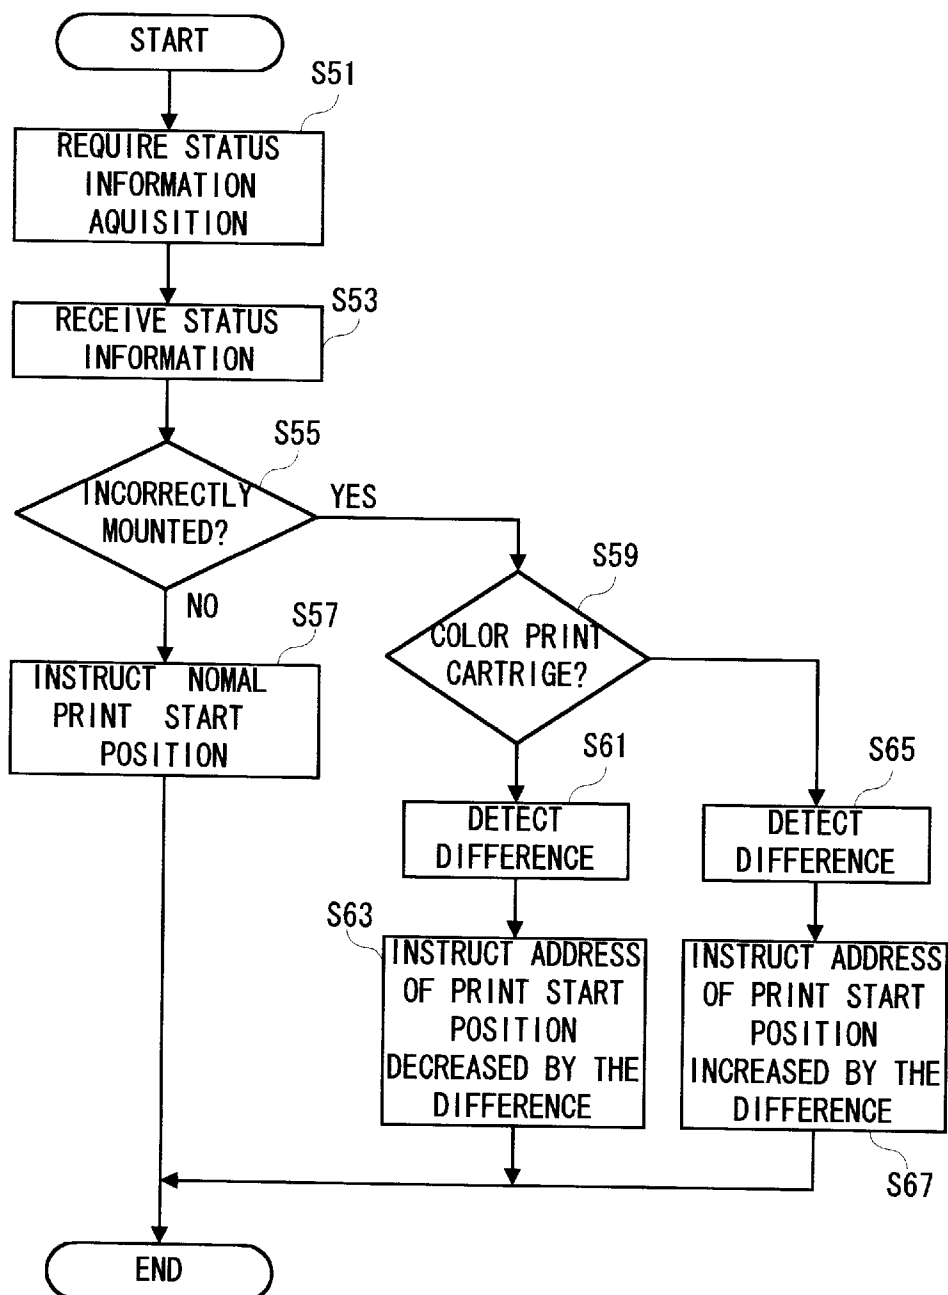 START
S51
REQUIRE STATUS
INFORMATION
AQUISITION
S53
RECEIVE STATUS
INFORMATION
S55
INCORRECTLY
MOUNTED?
YES
NO
S57
INSTRUCT NOMAL
PRINT START
POSITION
S59
COLOR PRINT
CARTRIGE?
S61
DETECT
DIFFERENCE
S65
DETECT
DIFFERENCE
S63
INSTRUCT ADDRESS
OF PRINT START
POSITION
DECREASED BY THE
DIFFERENCE
INSTRUCT ADDRESS
OF PRINT START
POSITION
INCREASED BY THE
DIFFERENCE
S67
END